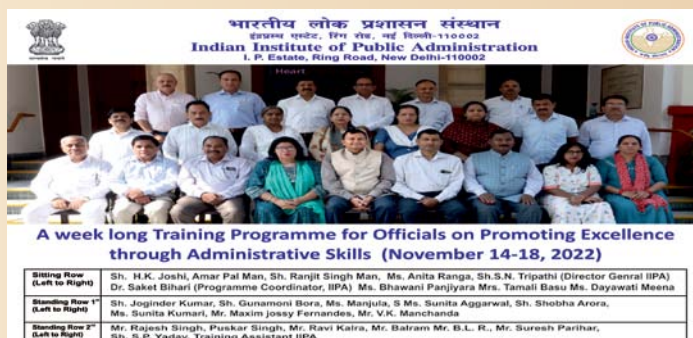 भारतीय लोक प्रशासन संस्थान
इंद्रप्रस्थ एस्टेट, रिंग रोड, नई दिल्ली-110002
Indian Institute of Public Administration
I. P. Estate, Ring Road, New Delhi-110002
Heart
A week long Training Programme for Officials on Promoting Excellence
through Administrative Skills (November 14-18, 2022)
Sitting Row
(Left to Right)
Sh. H.K. Joshi, Amar Pal Man, Sh. Ranjit Singh Man, Ms. Anita Ranga, Sh.S.N. Tripathi (Director Genral IIPA)
Dr. Saket Bihari (Programme Coordinator, IIPA) Ms. Bhawani Panjiyara Mrs. Tamali Basu Ms. Dayawati Meena
Standing Row 1st
(Left to Right)
Sh. Joginder Kumar, Sh. Gunamoni Bora, Ms. Manjula, S Ms. Sunita Aggarwal, Sh. Shobha Arora,
Ms. Sunita Kumari, Mr. Maxim jossy Fernandes, Mr. V.K. Manchanda
Standing Row 2nd
(Left to Right)
Mr. Rajesh Singh, Puskar Singh, Mr. Ravi Kalra, Mr. Balram Mr. B.L. R., Mr. Suresh Parihar,
Sh. S.P. Yadav, Training Assistant IIPA